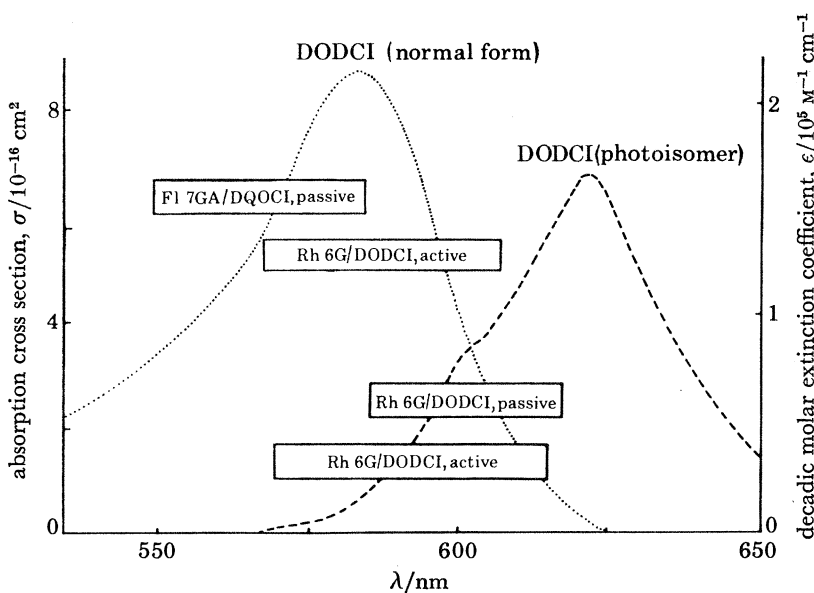 DODCI (normal form)
DODCI(photoisomer)
Fl 7GA/DQOCI, passive
Rh 6G/DODCI, active
Rh 6G/DODCI, passive
Rh 6G/DODCI, active
absorption cross section, σ/10⁻¹⁶ cm²
8
4
0
decadic molar extinction coefficient, ϵ/10⁵ M⁻¹ cm⁻¹
2
1
0
550
600
650
λ/nm